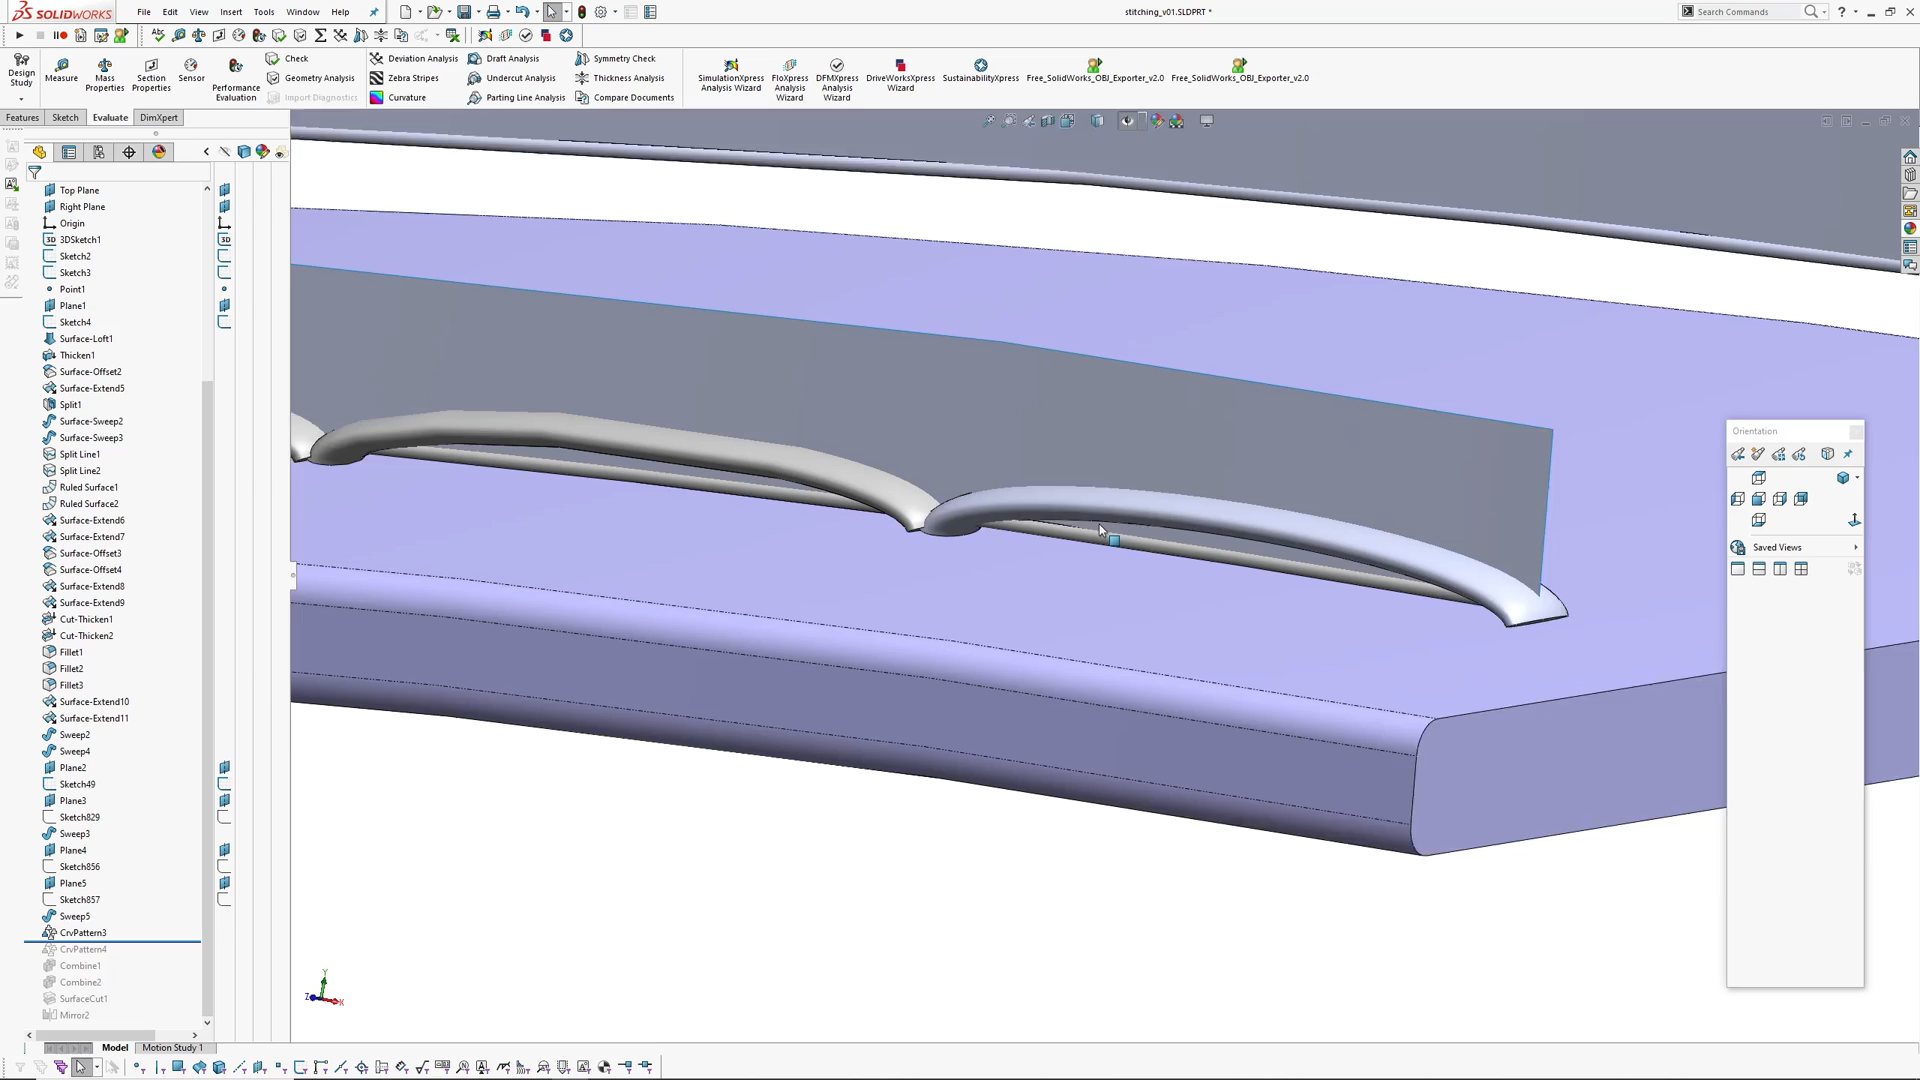 SOLIDWORKS File Edit View Insert Tools Window Help stitching_v01.SLDPRT * Search Commands
Design Study
Measure
Mass Properties
Section Properties
Sensor
Performance Evaluation
Check
Geometry Analysis
Import Diagnostics
Deviation Analysis
Zebra Stripes
Curvature
Draft Analysis
Undercut Analysis
Parting Line Analysis
Symmetry Check
Thickness Analysis
Compare Documents
SimulationXpress Analysis Wizard
FloXpress Analysis Wizard
DFMXpress Analysis Wizard
DriveWorksXpress Wizard
SustainabilityXpress
Free_SolidWorks_OBJ_Exporter_v2.0
Free_SolidWorks_OBJ_Exporter_v2.0
Features Sketch Evaluate DimXpert
Top Plane
Right Plane
Origin
3D 3DSketch1 3D
Sketch2
Sketch3
Point1
Plane1
Sketch4
Surface-Loft1
Thicken1
Surface-Offset2
Surface-Extend5
Split1
Surface-Sweep2
Surface-Sweep3
Split Line1
Split Line2
Ruled Surface1
Ruled Surface2
Surface-Extend6
Surface-Extend7
Surface-Offset3
Surface-Offset4
Surface-Extend8
Surface-Extend9
Cut-Thicken1
Cut-Thicken2
Fillet1
Fillet2
Fillet3
Surface-Extend10
Surface-Extend11
Sweep2
Sweep4
Plane2
Sketch49
Plane3
Sketch829
Sweep3
Plane4
Sketch856
Plane5
Sketch857
Sweep5
CrvPattern3
CrvPattern4
Combine1
Combine2
SurfaceCut1
Mirror2
Orientation
Saved Views
Y
Z
X
Model Motion Study 1